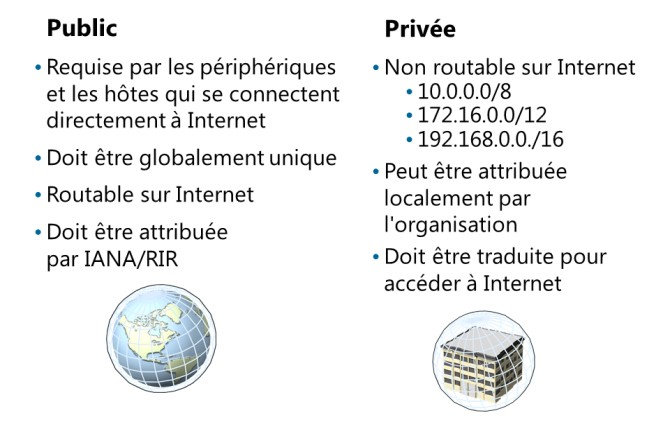 Public
• Requise par les périphériques
et les hôtes qui se connectent
directement à Internet
• Doit être globalement unique
• Routable sur Internet
• Doit être attribuée
par IANA/RIR
Privée
• Non routable sur Internet
• 10.0.0.0/8
• 172.16.0.0/12
• 192.168.0.0./16
• Peut être attribuée
localement par
l'organisation
• Doit être traduite pour
accéder à Internet